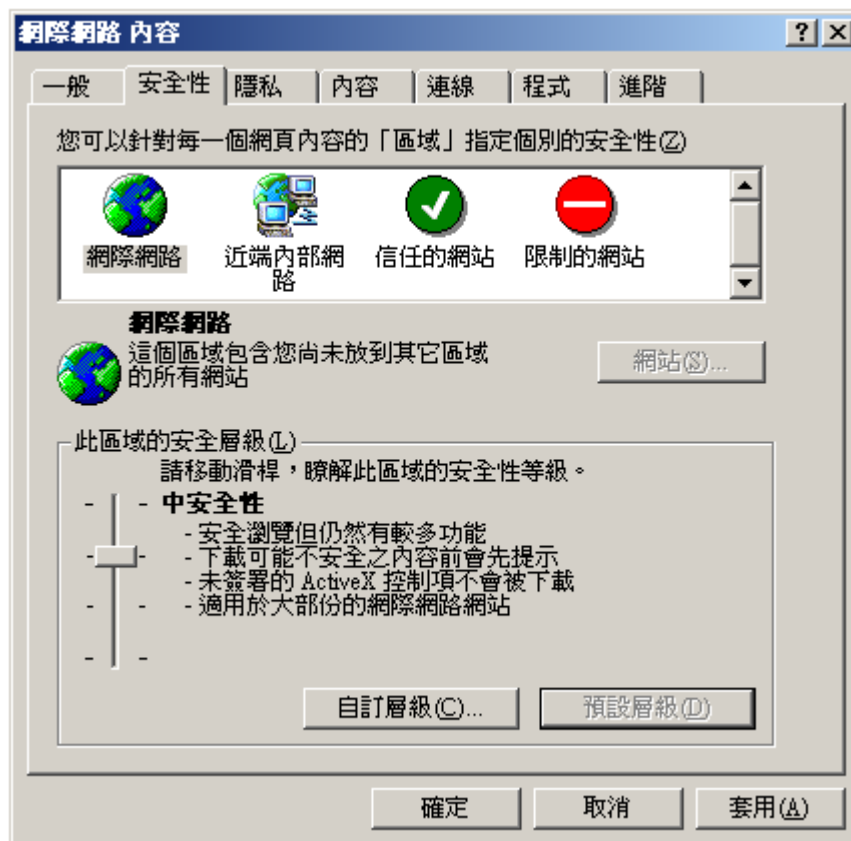 網際網路 內容
一般 安全性 隱私 內容 連線 程式 進階
您可以針對每一個網頁內容的「區域」指定個別的安全性(Z)
網際網路 近端內部網路 信任的網站 限制的網站
網際網路
這個區域包含您尚未放到其它區域
的所有網站
網站(S)...
此區域的安全層級(L)
請移動滑桿，瞭解此區域的安全性等級。
中安全性
- 安全瀏覽但仍然有較多功能
- 下載可能不安全之內容前會先提示
- 未簽署的 ActiveX 控制項不會被下載
- 適用於大部份的網際網路網站
自訂層級(C)... 預設層級(D)
確定 取消 套用(A)